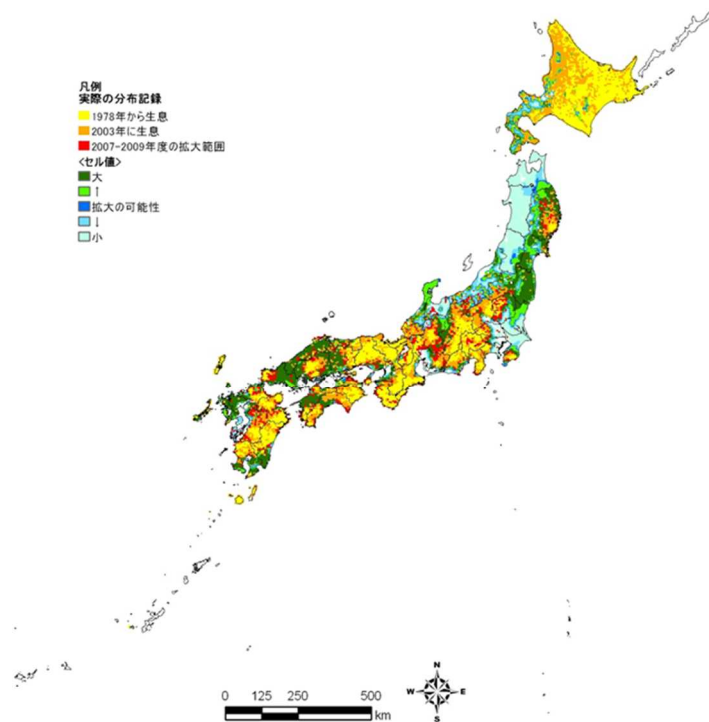 凡例
実際の分布記録
1978年から生息
2003年に生息
2007-2009年度の拡大範囲
<セル値>
大
↑
拡大の可能性
↓
小
N
W E
S
0 125 250 500
km